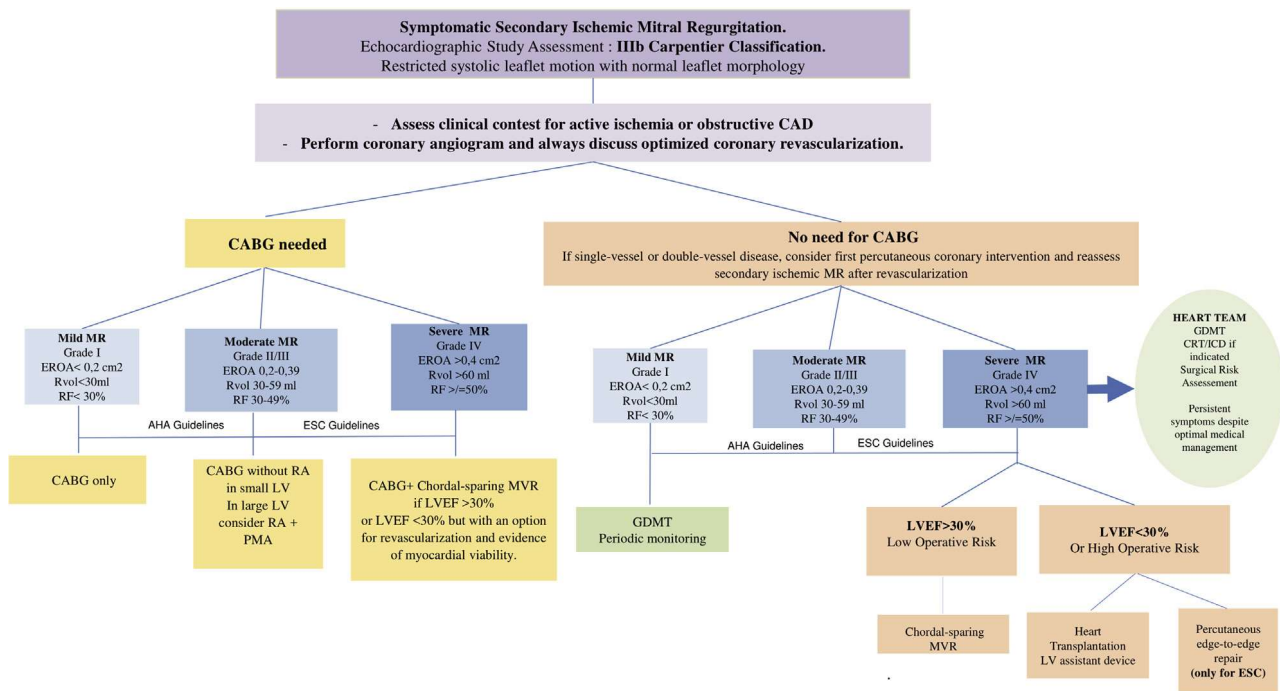 Symptomatic Secondary Ischemic Mitral Regurgitation.
Echocardiographic Study Assessment : IIIb Carpentier Classification.
Restricted systolic leaflet motion with normal leaflet morphology
- Assess clinical contest for active ischemia or obstructive CAD
- Perform coronary angiogram and always discuss optimized coronary revascularization.
CABG needed
No need for CABG
If single-vessel or double-vessel disease, consider first percutaneous coronary intervention and reassess
secondary ischemic MR after revascularization
Mild MR
Grade I
EROA< 0,2 cm2
Rvol<30ml
RF< 30%
Moderate MR
Grade II/III
EROA 0,2-0,39
Rvol 30-59 ml
RF 30-49%
Severe MR
Grade IV
EROA >0,4 cm2
Rvol >60 ml
RF >/=50%
Mild MR
Grade I
EROA< 0,2 cm2
Rvol<30ml
RF< 30%
Moderate MR
Grade II/III
EROA 0,2-0,39
Rvol 30-59 ml
RF 30-49%
Severe MR
Grade IV
EROA >0,4 cm2
Rvol >60 ml
RF >/=50%
HEART TEAM
GDMT
CRT/ICD if
indicated
Surgical Risk
Assessement
Persistent
symptoms despite
optimal medical
management
AHA Guidelines
ESC Guidelines
AHA Guidelines
ESC Guidelines
CABG only
CABG without RA
in small LV
In large LV
consider RA +
PMA
CABG+ Chordal-sparing MVR
if LVEF >30%
or LVEF <30% but with an option
for revascularization and evidence
of myocardial viability.
GDMT
Periodic monitoring
LVEF>30%
Low Operative Risk
LVEF<30%
Or High Operative Risk
Chordal-sparing
MVR
Heart
Transplantation
LV assistant device
Percutaneous
edge-to-edge
repair
(only for ESC)
.